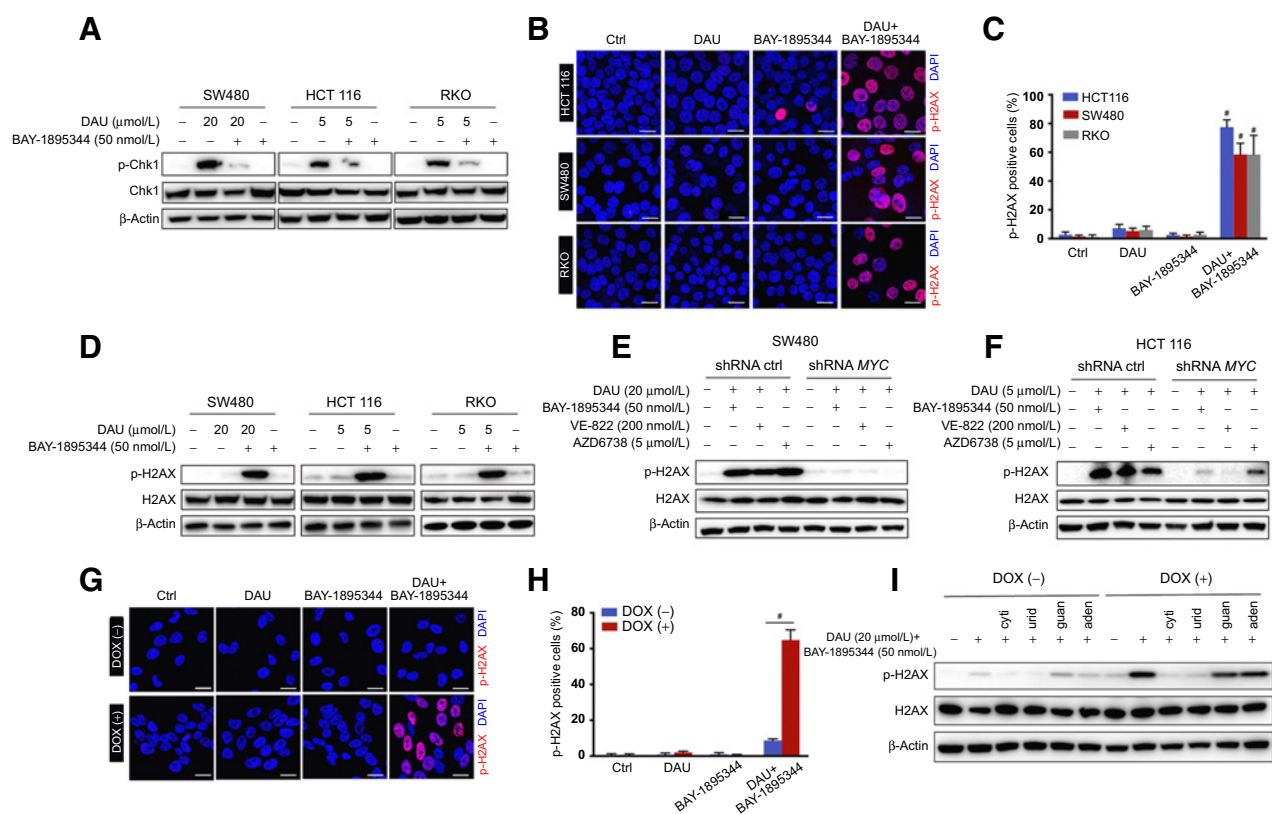 A
SW480 HCT 116 RKO
DAU (μmol/L) – 20 20 – – 5 5 – – 5 5 –
BAY-1895344 (50 nmol/L) – – + + – – + + – – + +
p-Chk1
Chk1
β-Actin
B
Ctrl DAU BAY-1895344 DAU+
BAY-1895344
HCT 116
p-H2AX DAPI
SW480
p-H2AX DAPI
RKO
p-H2AX DAPI
C
p-H2AX positive cells (%)
100
80
60
40
20
0
HCT116
SW480
RKO
# # #
Ctrl DAU BAY-1895344 DAU+
BAY-1895344
D
SW480 HCT 116 RKO
DAU (μmol/L) – 20 20 – – 5 5 – – 5 5 –
BAY-1895344 (50 nmol/L) – – + + – – + + – – + +
p-H2AX
H2AX
β-Actin
E
SW480
shRNA ctrl shRNA MYC
DAU (20 μmol/L) – + + + – + + +
BAY-1895344 (50 nmol/L) – + – – – + – –
VE-822 (200 nmol/L) – – + – – – + –
AZD6738 (5 μmol/L) – – – + – – – +
p-H2AX
H2AX
β-Actin
F
HCT 116
shRNA ctrl shRNA MYC
DAU (5 μmol/L) – + + + – + + +
BAY-1895344 (50 nmol/L) – + – – – + – –
VE-822 (200 nmol/L) – – + – – – + –
AZD6738 (5 μmol/L) – – – + – – – +
p-H2AX
H2AX
β-Actin
G
Ctrl DAU BAY-1895344 DAU+
BAY-1895344
DOX (–)
p-H2AX DAPI
DOX (+)
p-H2AX DAPI
H
p-H2AX positive cells (%)
80
60
40
20
0
DOX (–)
DOX (+)
#
Ctrl DAU BAY-1895344 DAU+
BAY-1895344
I
DOX (–) DOX (+)
cyti urid guan aden cyti urid guan aden
DAU (20 μmol/L)+
BAY-1895344 (50 nmol/L)
– + + + + + – + + + + +
p-H2AX
H2AX
β-Actin